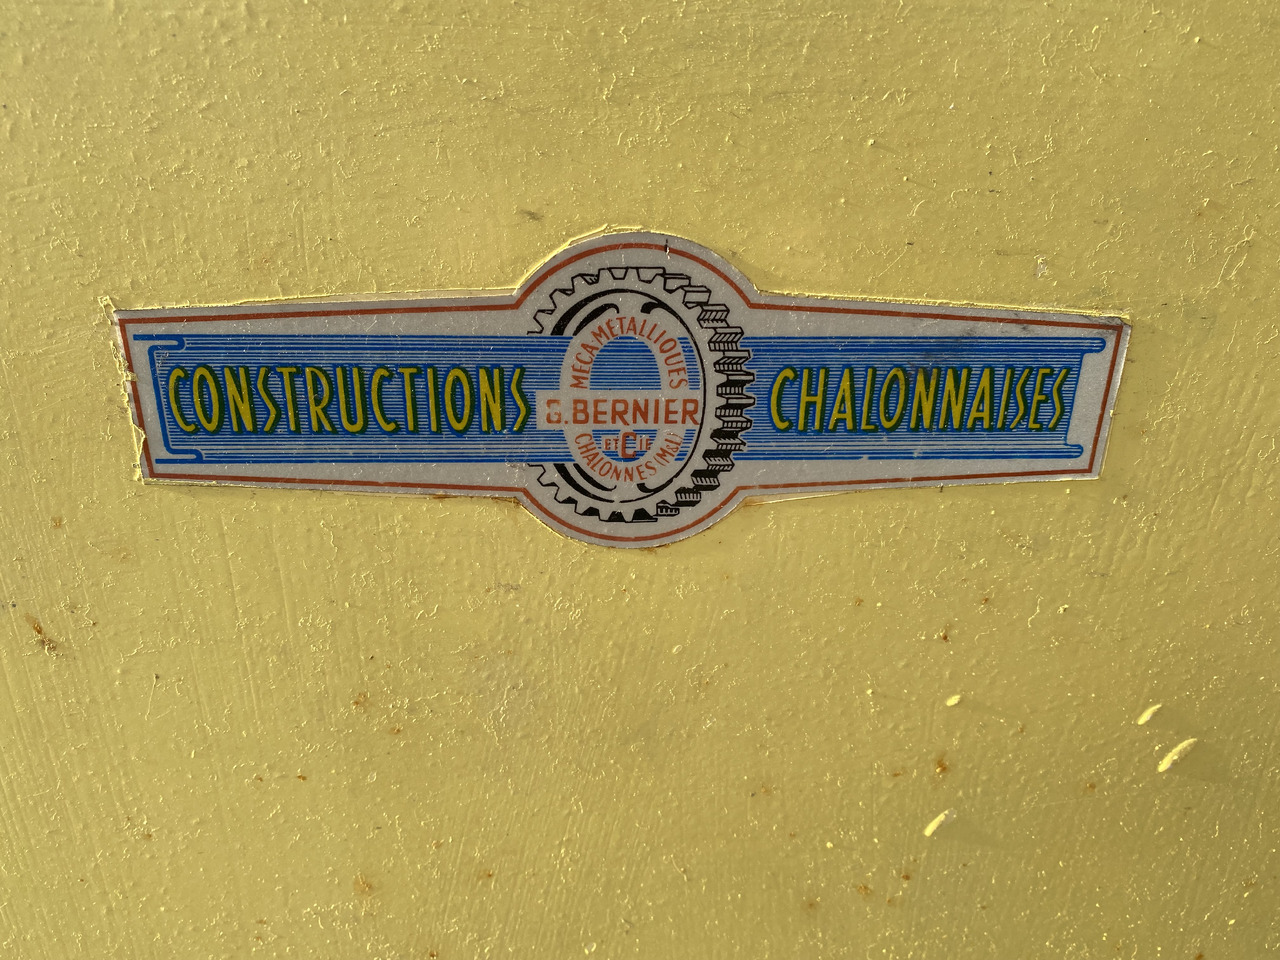 CONSTRUCTIONS CHALONNAISES
MECA-METALLIQUES
G.BERNIER
ET CIE
CHALONNES (M&L)